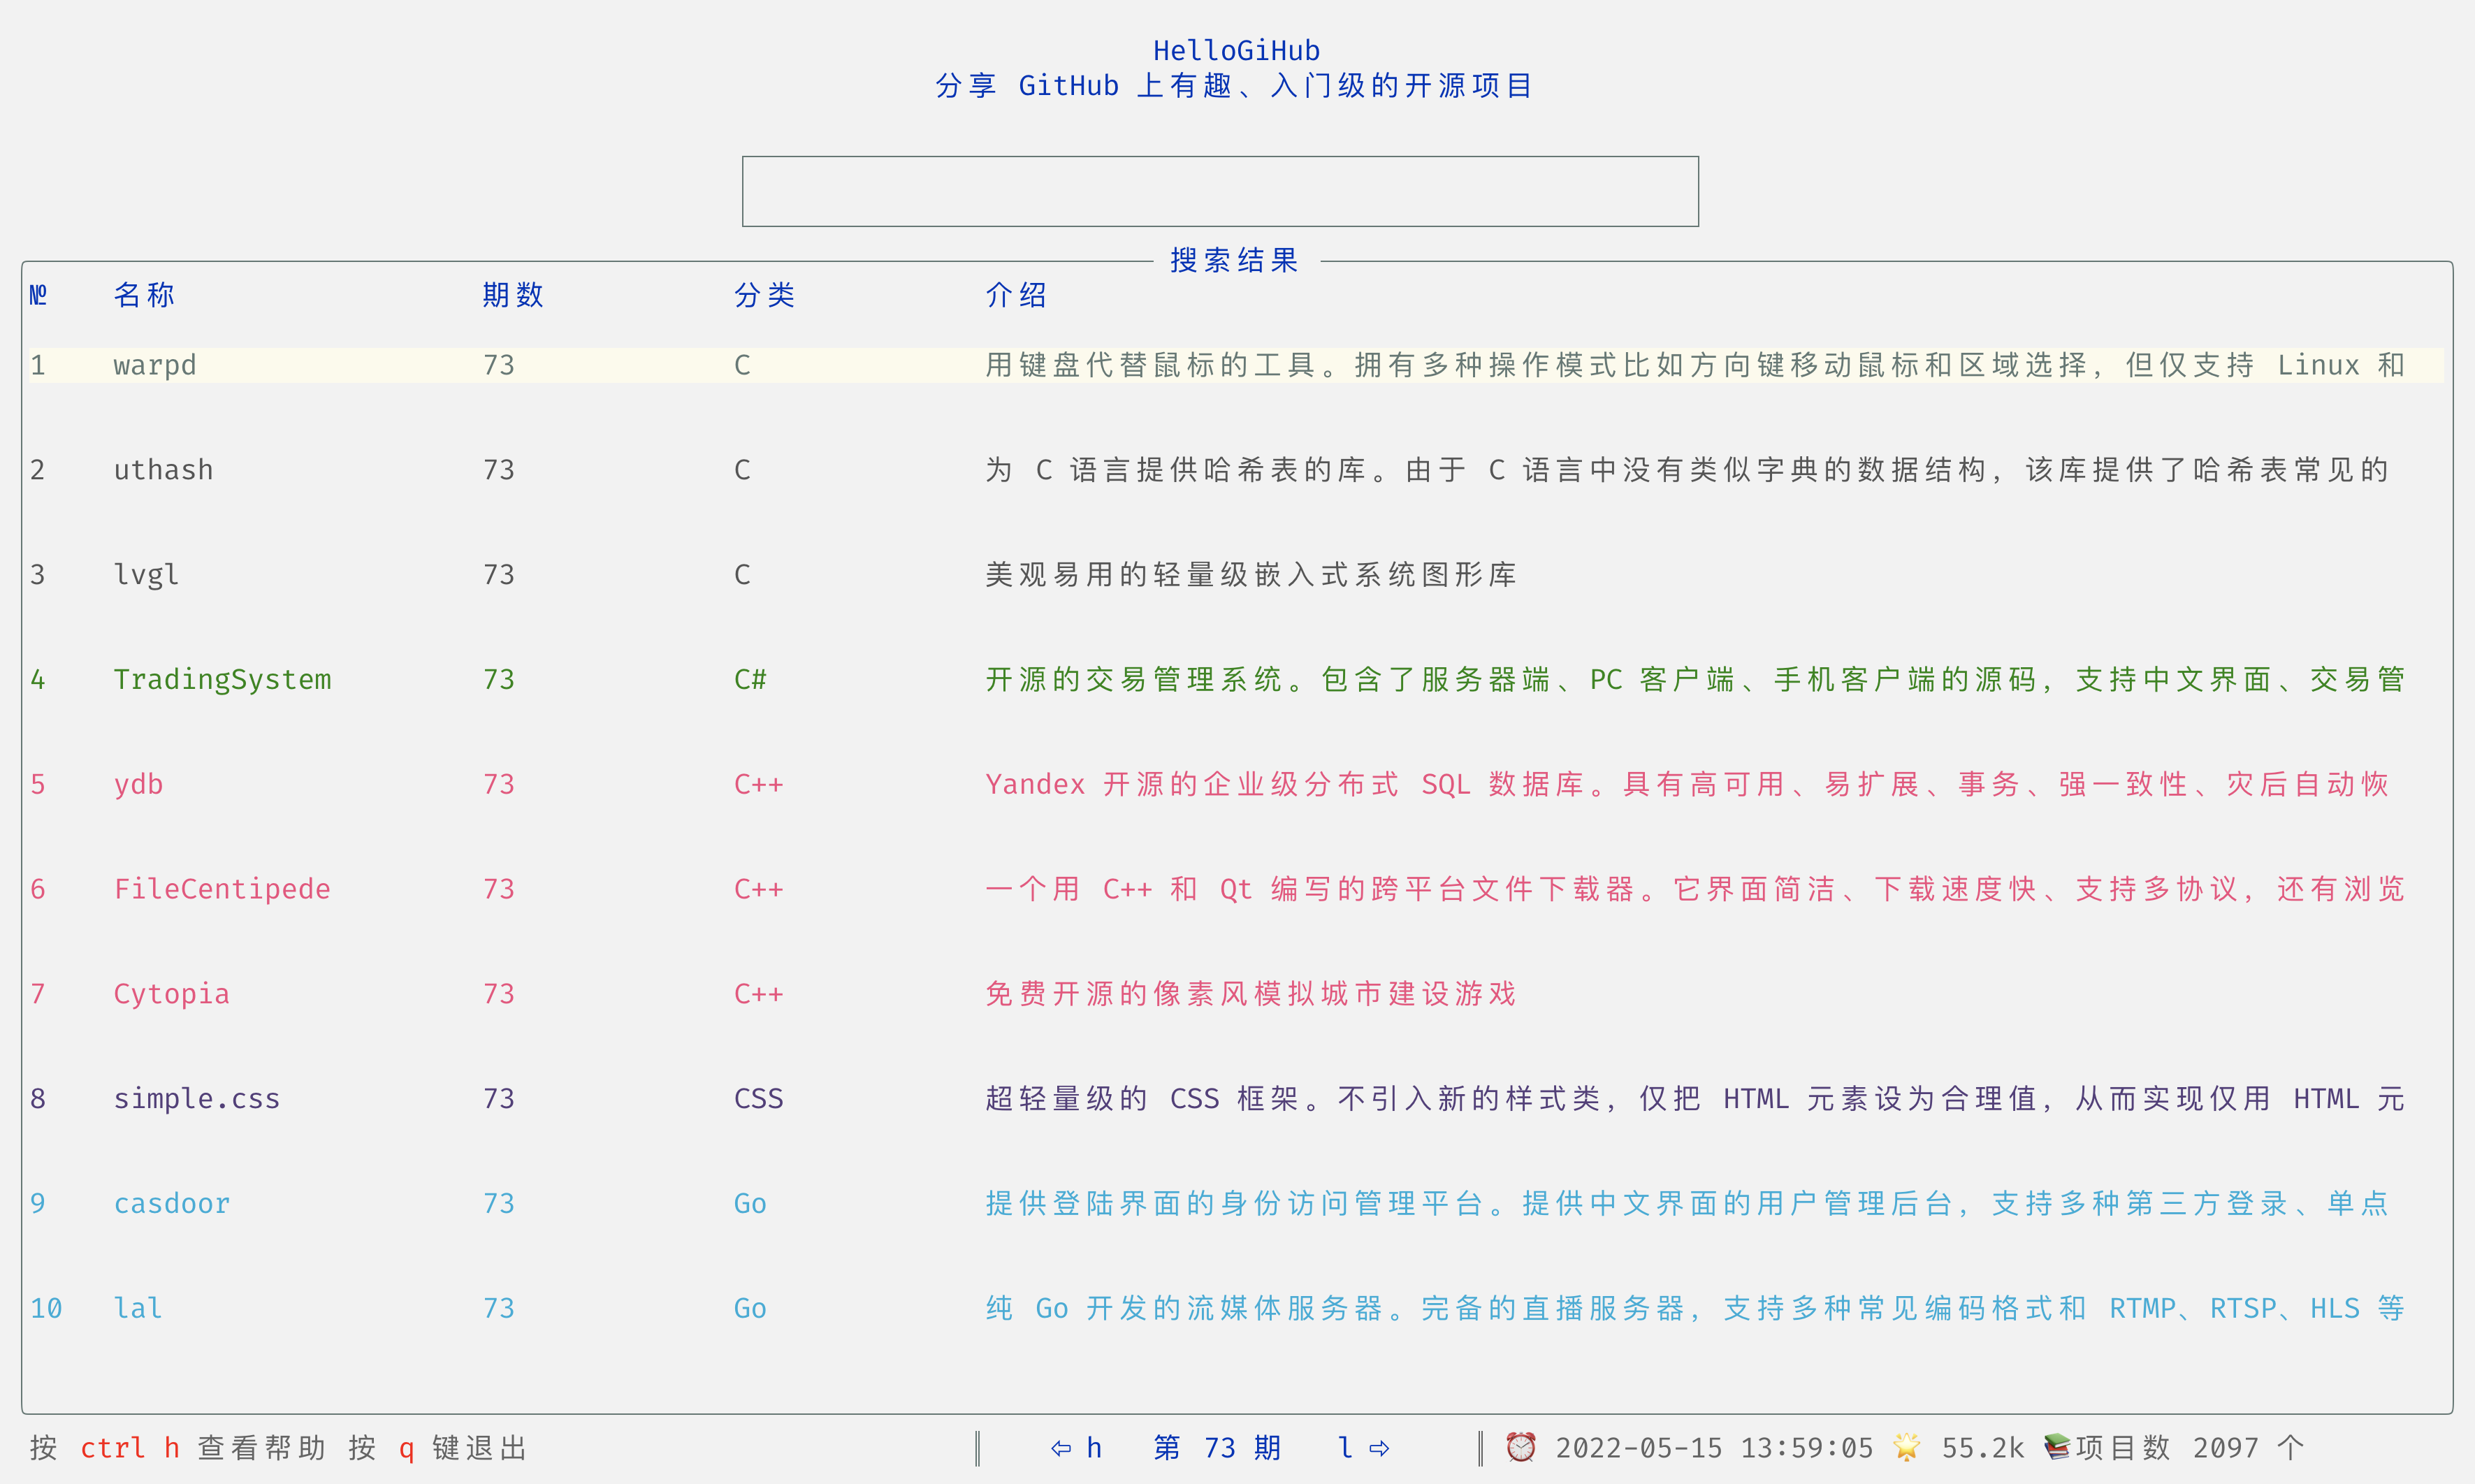 HelloGiHub
分享 GitHub 上有趣、入门级的开源项目
搜索结果
№ 名称 期数 分类 介绍
1 warpd 73 C 用键盘代替鼠标的工具。拥有多种操作模式比如方向键移动鼠标和区域选择，但仅支持 Linux 和
2 uthash 73 C 为 C 语言提供哈希表的库。由于 C 语言中没有类似字典的数据结构，该库提供了哈希表常见的
3 lvgl 73 C 美观易用的轻量级嵌入式系统图形库
4 TradingSystem 73 C# 开源的交易管理系统。包含了服务器端、PC 客户端、手机客户端的源码，支持中文界面、交易管
5 ydb 73 C++ Yandex 开源的企业级分布式 SQL 数据库。具有高可用、易扩展、事务、强一致性、灾后自动恢
6 FileCentipede 73 C++ 一个用 C++ 和 Qt 编写的跨平台文件下载器。它界面简洁、下载速度快、支持多协议，还有浏览
7 Cytopia 73 C++ 免费开源的像素风模拟城市建设游戏
8 simple.css 73 CSS 超轻量级的 CSS 框架。不引入新的样式类，仅把 HTML 元素设为合理值，从而实现仅用 HTML 元
9 casdoor 73 Go 提供登陆界面的身份访问管理平台。提供中文界面的用户管理后台，支持多种第三方登录、单点
10 lal 73 Go 纯 Go 开发的流媒体服务器。完备的直播服务器，支持多种常见编码格式和 RTMP、RTSP、HLS 等
按 ctrl h 查看帮助 按 q 键退出 ║ ⇦ h 第 73 期 l ⇨ ║ ⏰ 2022-05-15 13:59:05 🌟 55.2k 📚项目数 2097 个